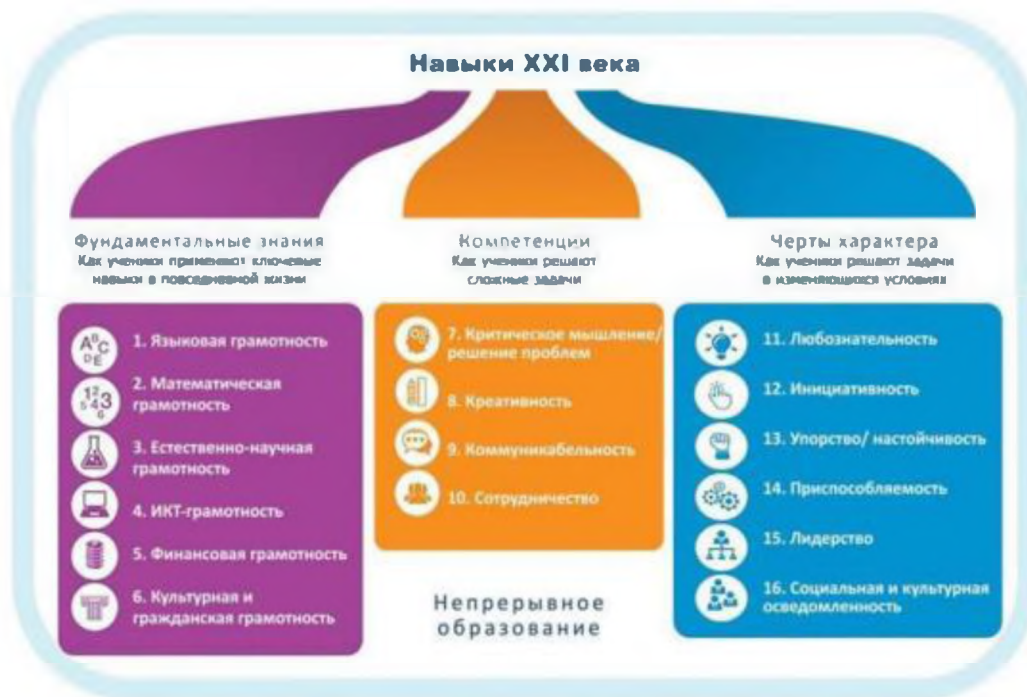 Навыки XXI века
Фундаментальные знания
Как ученики применяют ключевые
навыки в повседневной жизни
1. Языковая грамотность
2. Математическая
грамотность
3. Естественно-научная
грамотность
4. ИКТ-грамотность
5. Финансовая грамотность
6. Культурная и
гражданская грамотность
Компетенции
Как ученики решают
сложные задачи
7. Критическое мышление/
решение проблем
8. Креативность
9. Коммуникабельность
10. Сотрудничество
Непрерывное
образование
Черты характера
Как ученики решают задачи
в изменяющихся условиях
11. Любознательность
12. Инициативность
13. Упорство/ настойчивость
14. Приспособляемость
15. Лидерство
16. Социальная и культурная
осведомленность